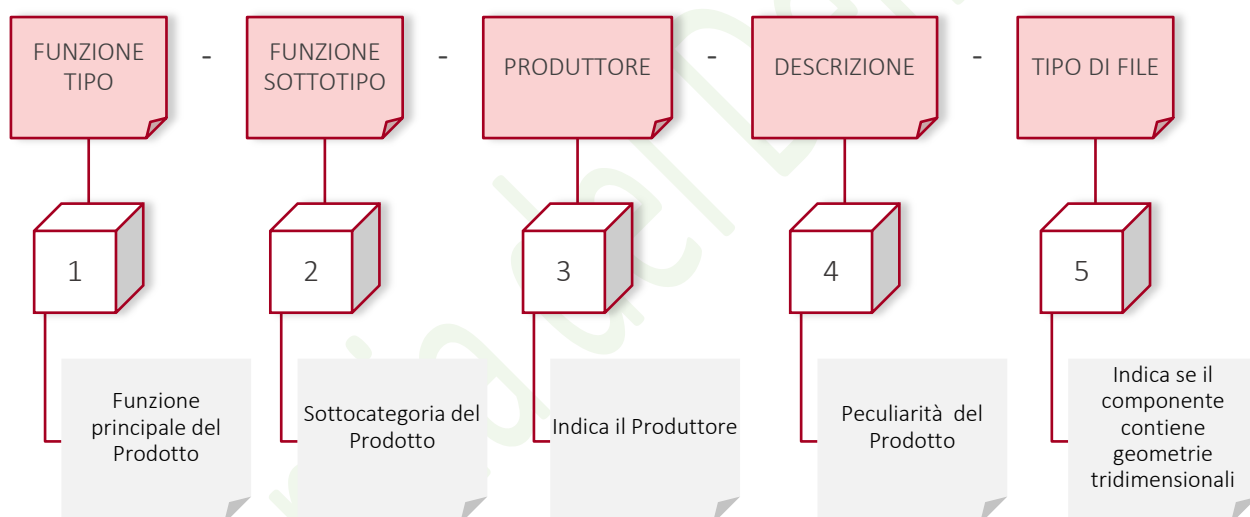 FUNZIONE
TIPO
-
FUNZIONE
SOTTOTIPO
-
PRODUTTORE
-
DESCRIZIONE
-
TIPO DI FILE
1
2
3
4
5
Funzione
principale del
Prodotto
Sottocategoria del
Prodotto
Indica il Produttore
Peculiarità del
Prodotto
Indica se il
componente
contiene
geometrie
tridimensionali